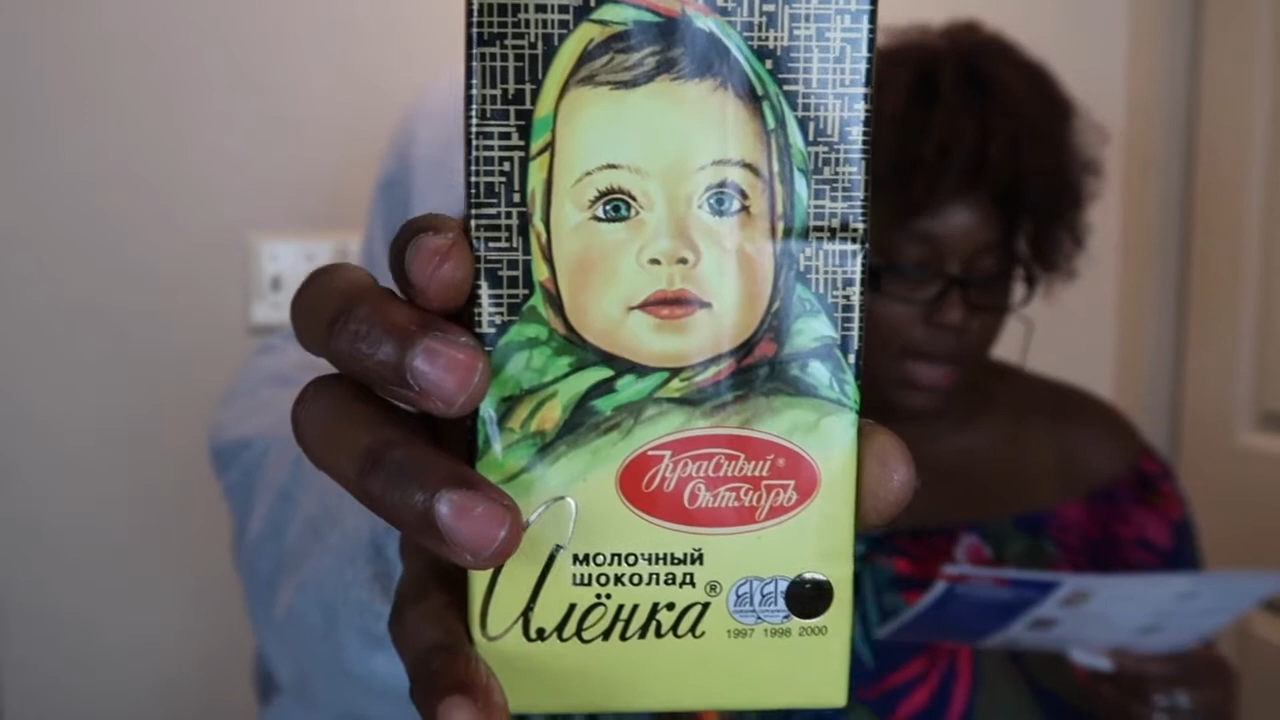 Красный®
Октябрь
молочный
шоколад
Алёнка®
1997 1998 2000